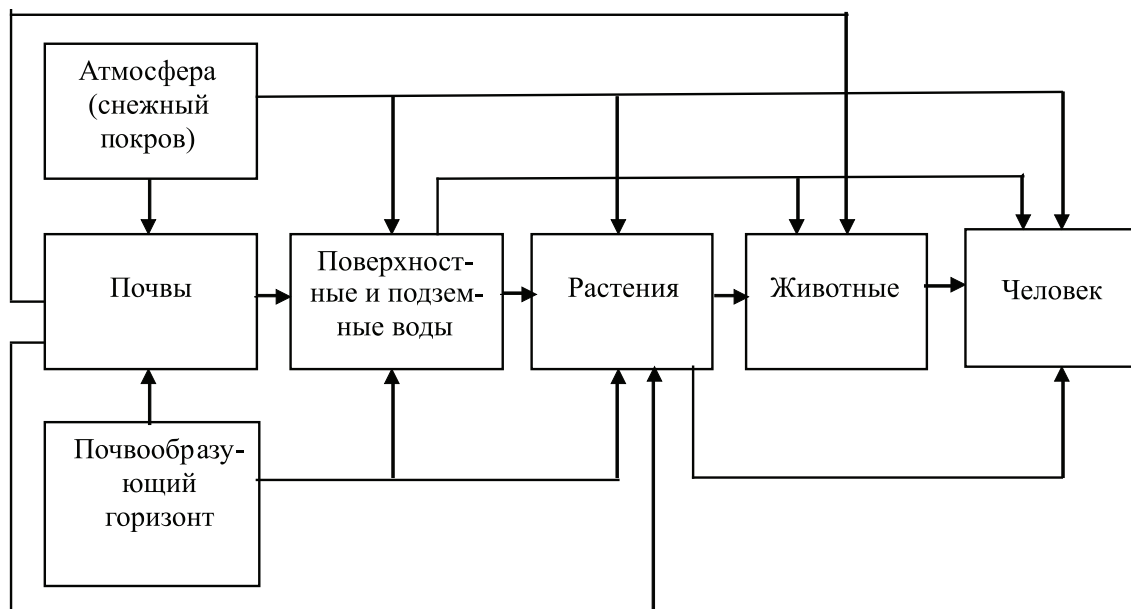 Атмосфера
(снежный
покров)
Почвы
Поверхност-
ные и подзем-
ные воды
Растения
Животные
Человек
Почвообразу-
ющий
горизонт